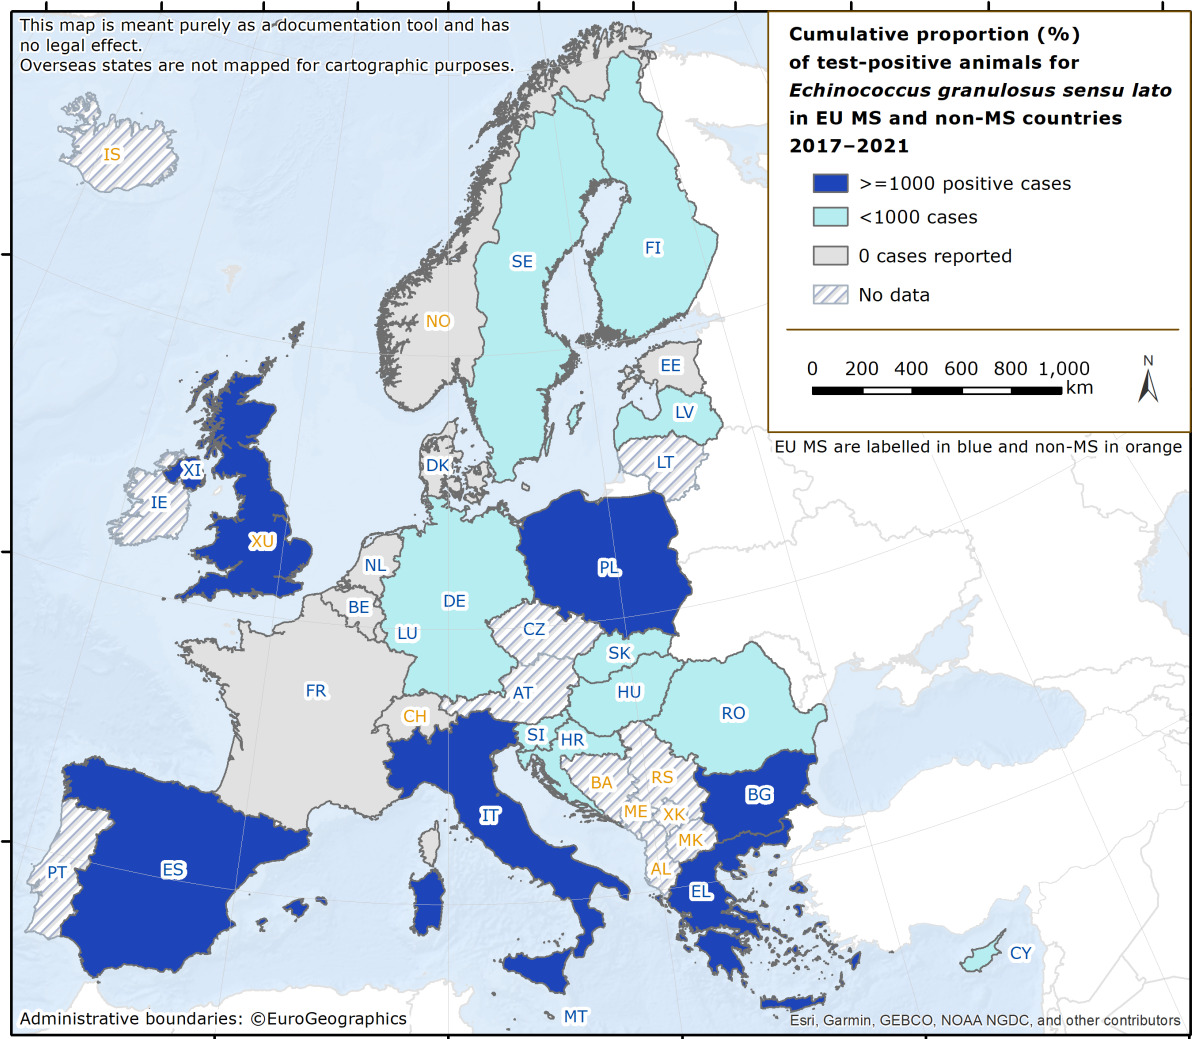 This map is meant purely as a documentation tool and has
no legal effect.
Overseas states are not mapped for cartographic purposes.
Cumulative proportion (%)
of test-positive animals for
Echinococcus granulosus sensu lato
in EU MS and non-MS countries
2017–2021
>=1000 positive cases
<1000 cases
0 cases reported
No data
0 200 400 600 800 1,000
km
N
EU MS are labelled in blue and non-MS in orange
IS
SE
FI
NO
EE
LV
LT
DK
XI
IE
XU
NL
PL
BE
DE
LU
CZ
SK
FR
AT
HU
CH
RO
SI
HR
BA
RS
BG
IT
ME
XK
MK
PT
ES
AL
EL
CY
MT
Administrative boundaries: ©EuroGeographics
Esri, Garmin, GEBCO, NOAA NGDC, and other contributors